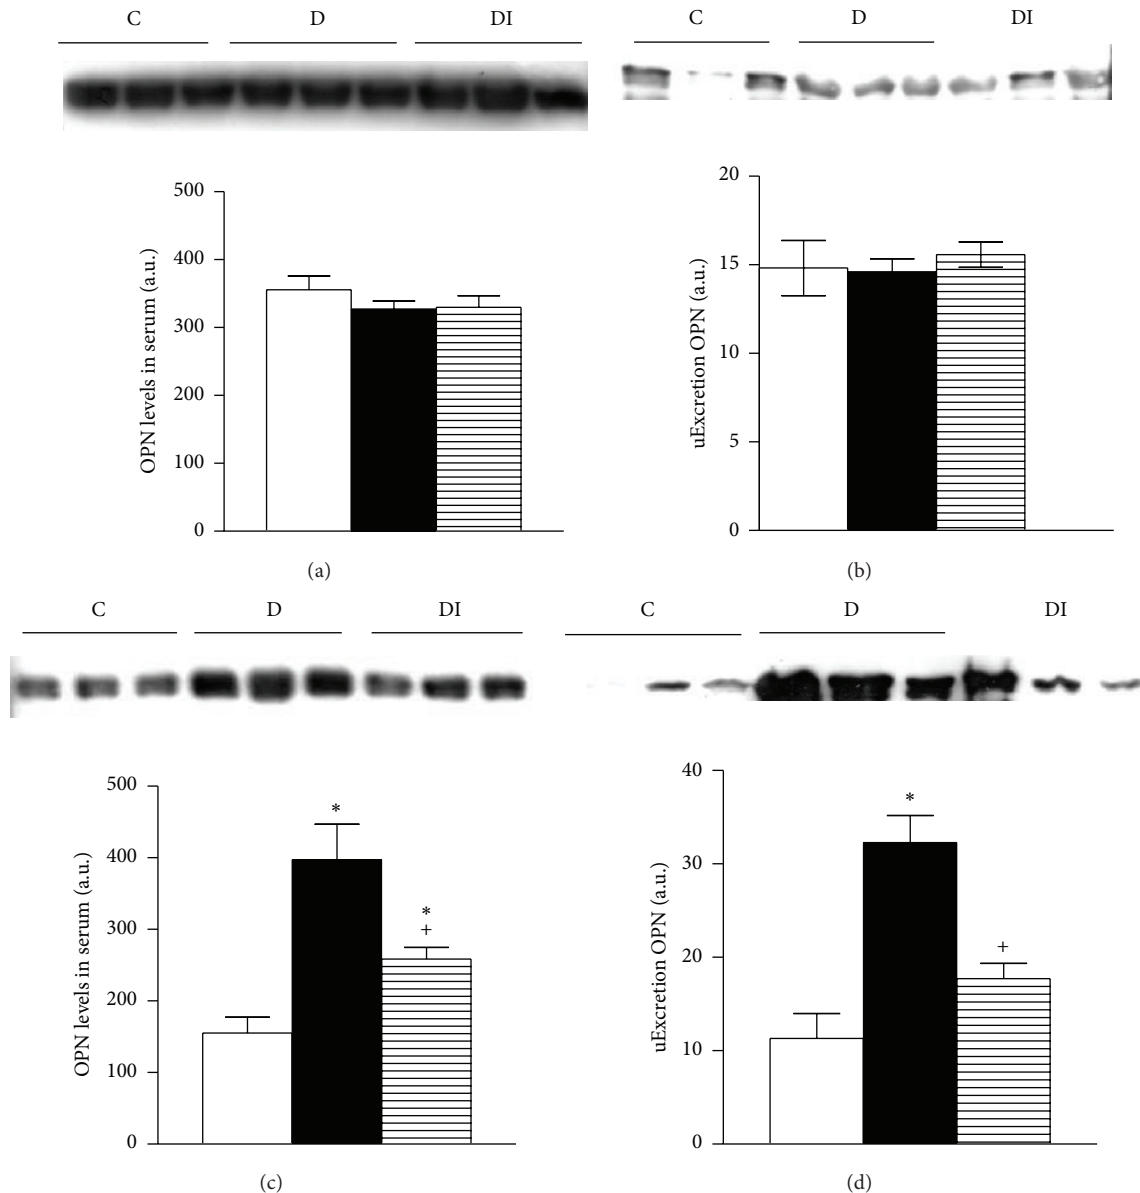 C D DI
C D DI
500
400
300
200
100
0
OPN levels in serum (a.u.)
(a)
20
15
10
5
0
uExcretion OPN (a.u.)
(b)
C D DI
C D DI
500
400
300
200
100
0
OPN levels in serum (a.u.)
*
*
+
(c)
40
30
20
10
0
uExcretion OPN (a.u.)
*
+
(d)